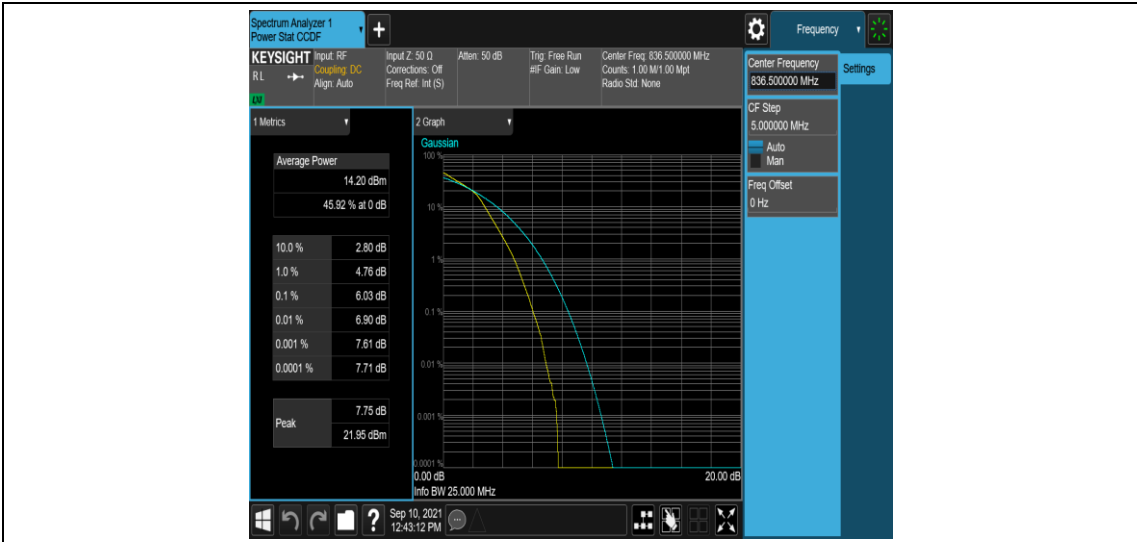 Spectrum Analyzer 1
Power Stat CCDF
Frequency
KEYSIGHT
RL
LXI
Input: RF
Coupling: DC
Align: Auto
Input Z: 50 Ω
Corrections: Off
Freq Ref: Int (S)
Atten: 50 dB
Trig: Free Run
#IF Gain: Low
Center Freq: 836.500000 MHz
Counts: 1.00 M/1.00 Mpt
Radio Std: None
Center Frequency
836.500000 MHz
Settings
CF Step
5.000000 MHz
Auto
Man
Freq Offset
0 Hz
1 Metrics
Average Power
14.20 dBm
45.92 % at 0 dB
10.0 % 2.80 dB
1.0 % 4.76 dB
0.1 % 6.03 dB
0.01 % 6.90 dB
0.001 % 7.61 dB
0.0001 % 7.71 dB
Peak
7.75 dB
21.95 dBm
2 Graph
Gaussian
100 %
10 %
1 %
0.1 %
0.01 %
0.001 %
0.0001 %
0.00 dB
20.00 dB
Info BW 25.000 MHz
Sep 10, 2021
12:43:12 PM